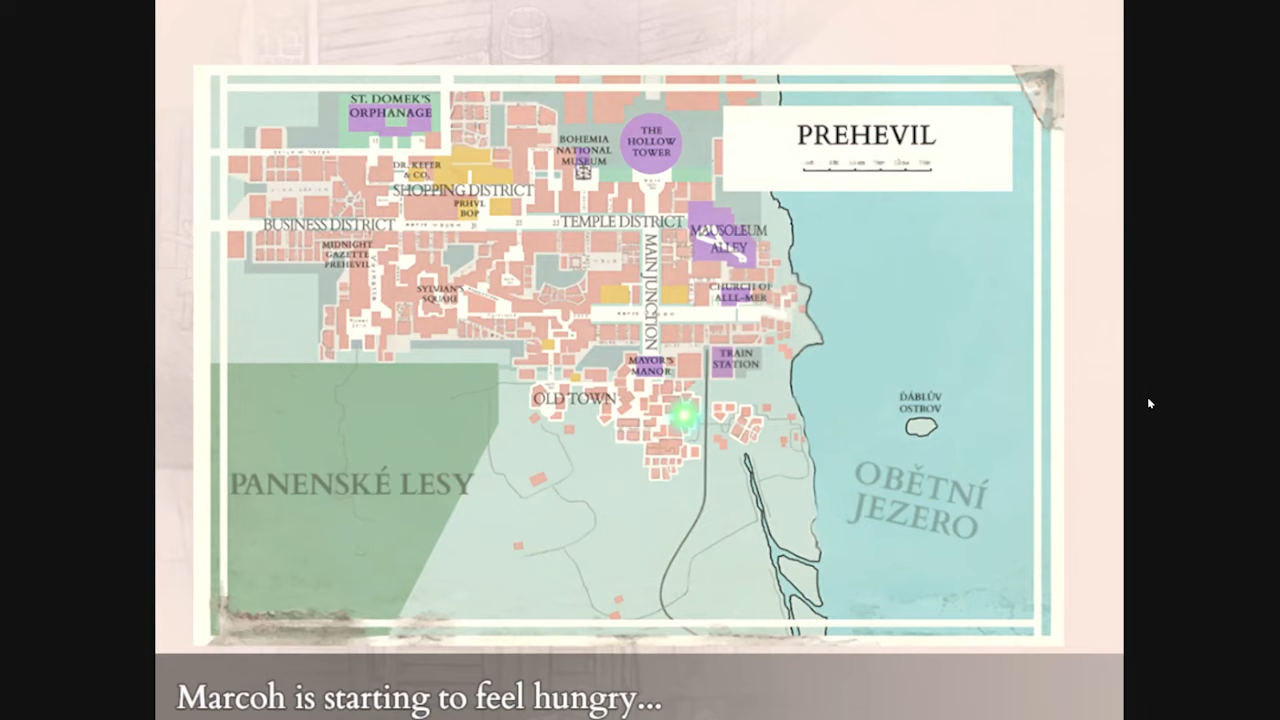 ST. DOMEK'S
ORPHANAGE
BOHEMIA
NATIONAL
MUSEUM
THE
HOLLOW
TOWER
PREHEVIL
DR. KEFER
& CO.
SHOPPING DISTRICT
PRHVL
BOP
BUSINESS DISTRICT
TEMPLE DISTRICT
MAUSOLEUM
ALLEY
MIDNIGHT
GAZETTE
PREHEVIL
MAIN JUNCTION
SYLVIAN'S
SQUARE
CHURCH OF
ALLL-MER
MAYOR'S
MANOR
TRAIN
STATION
OLD TOWN
ĎÁBLŮV
OSTROV
PANENSKÉ LESY
OBĚTNÍ
JEZERO
Marcoh is starting to feel hungry...